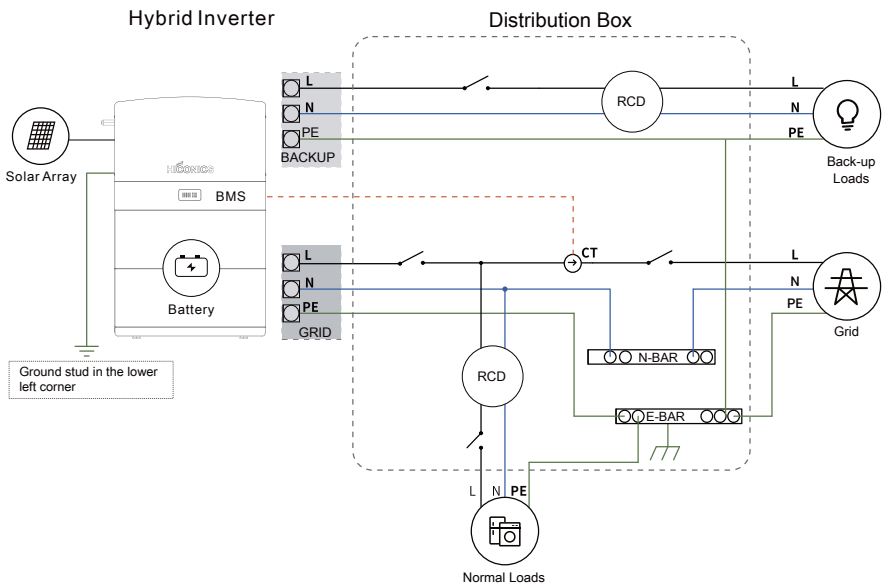 Hybrid Inverter
Distribution Box
L
N
PE
BACKUP
RCD
L
N
PE
Back-up
Loads
Solar Array
HICONICS
BMS
CT
L
N
PE
GRID
Battery
L
N
PE
Grid
N-BAR
Ground stud in the lower
left corner
RCD
E-BAR
L
N
PE
Normal Loads